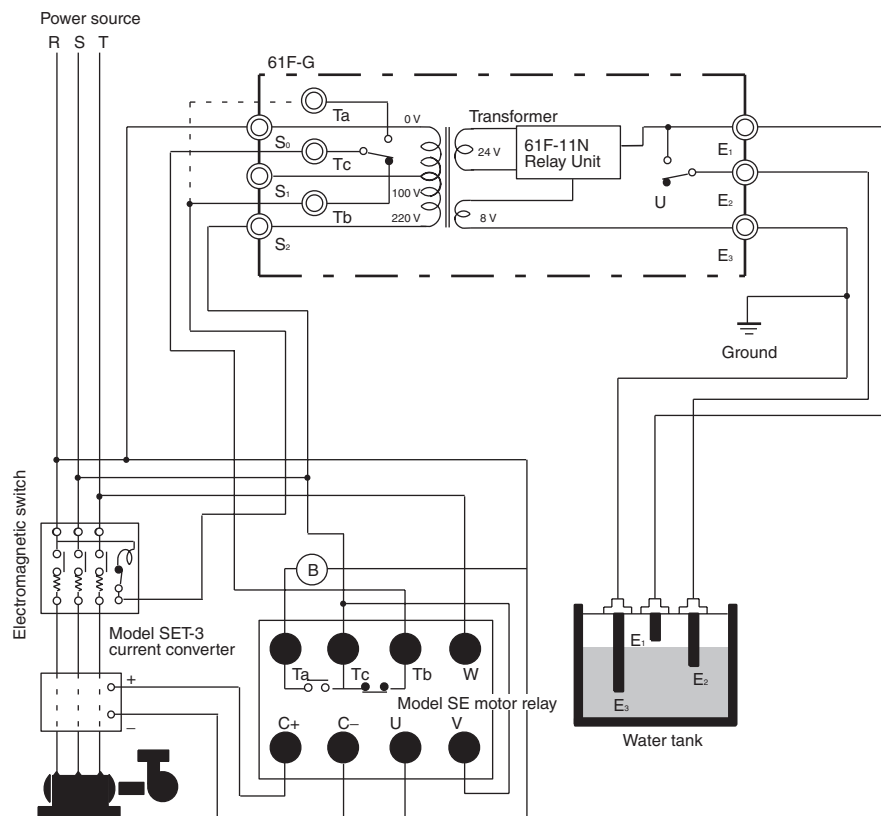 Power source
R S T
61F-G
Ta
0 V
Transformer
S0
Tc
24 V
61F-11N
Relay Unit
E1
S1
100 V
U
E2
Tb
220 V
8 V
S2
E3
Ground
Electromagnetic switch
B
Model SET-3
current converter
Ta Tc Tb W
Model SE motor relay
+
−
C+ C− U V
E1
E2
E3
Water tank